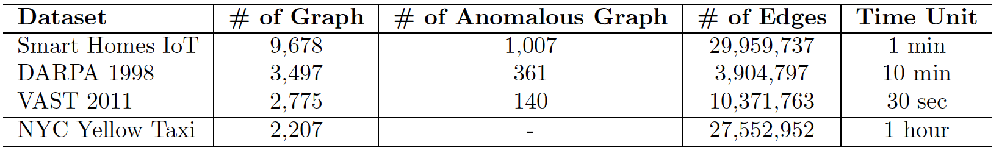 Dataset # of Graph # of Anomalous Graph # of Edges Time Unit
Smart Homes IoT 9,678 1,007 29,959,737 1 min
DARPA 1998 3,497 361 3,904,797 10 min
VAST 2011 2,775 140 10,371,763 30 sec
NYC Yellow Taxi 2,207 - 27,552,952 1 hour